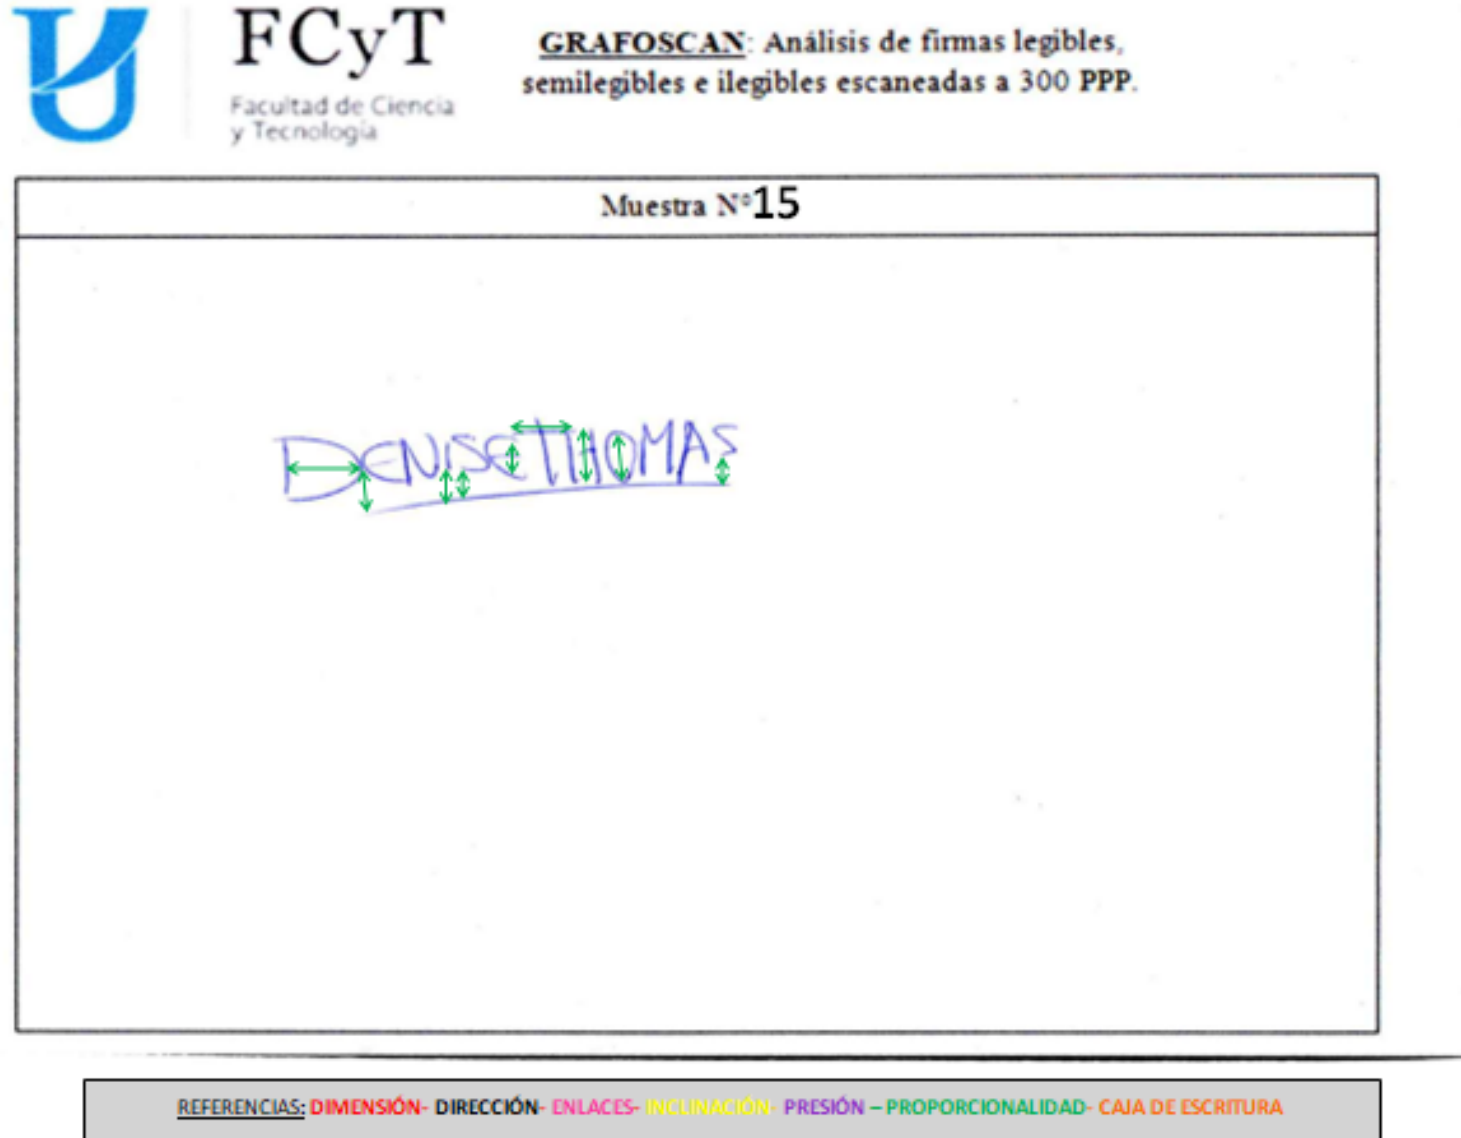 FCyT
Facultad de Ciencia
y Tecnología
GRAFOSCAN: Análisis de firmas legibles,
semilegibles e ilegibles escaneadas a 300 PPP.
Muestra N°15
DENISE THOMAS
REFERENCIAS: DIMENSIÓN- DIRECCIÓN- ENLACES- INCLINACIÓN- PRESIÓN – PROPORCIONALIDAD- CAJA DE ESCRITURA